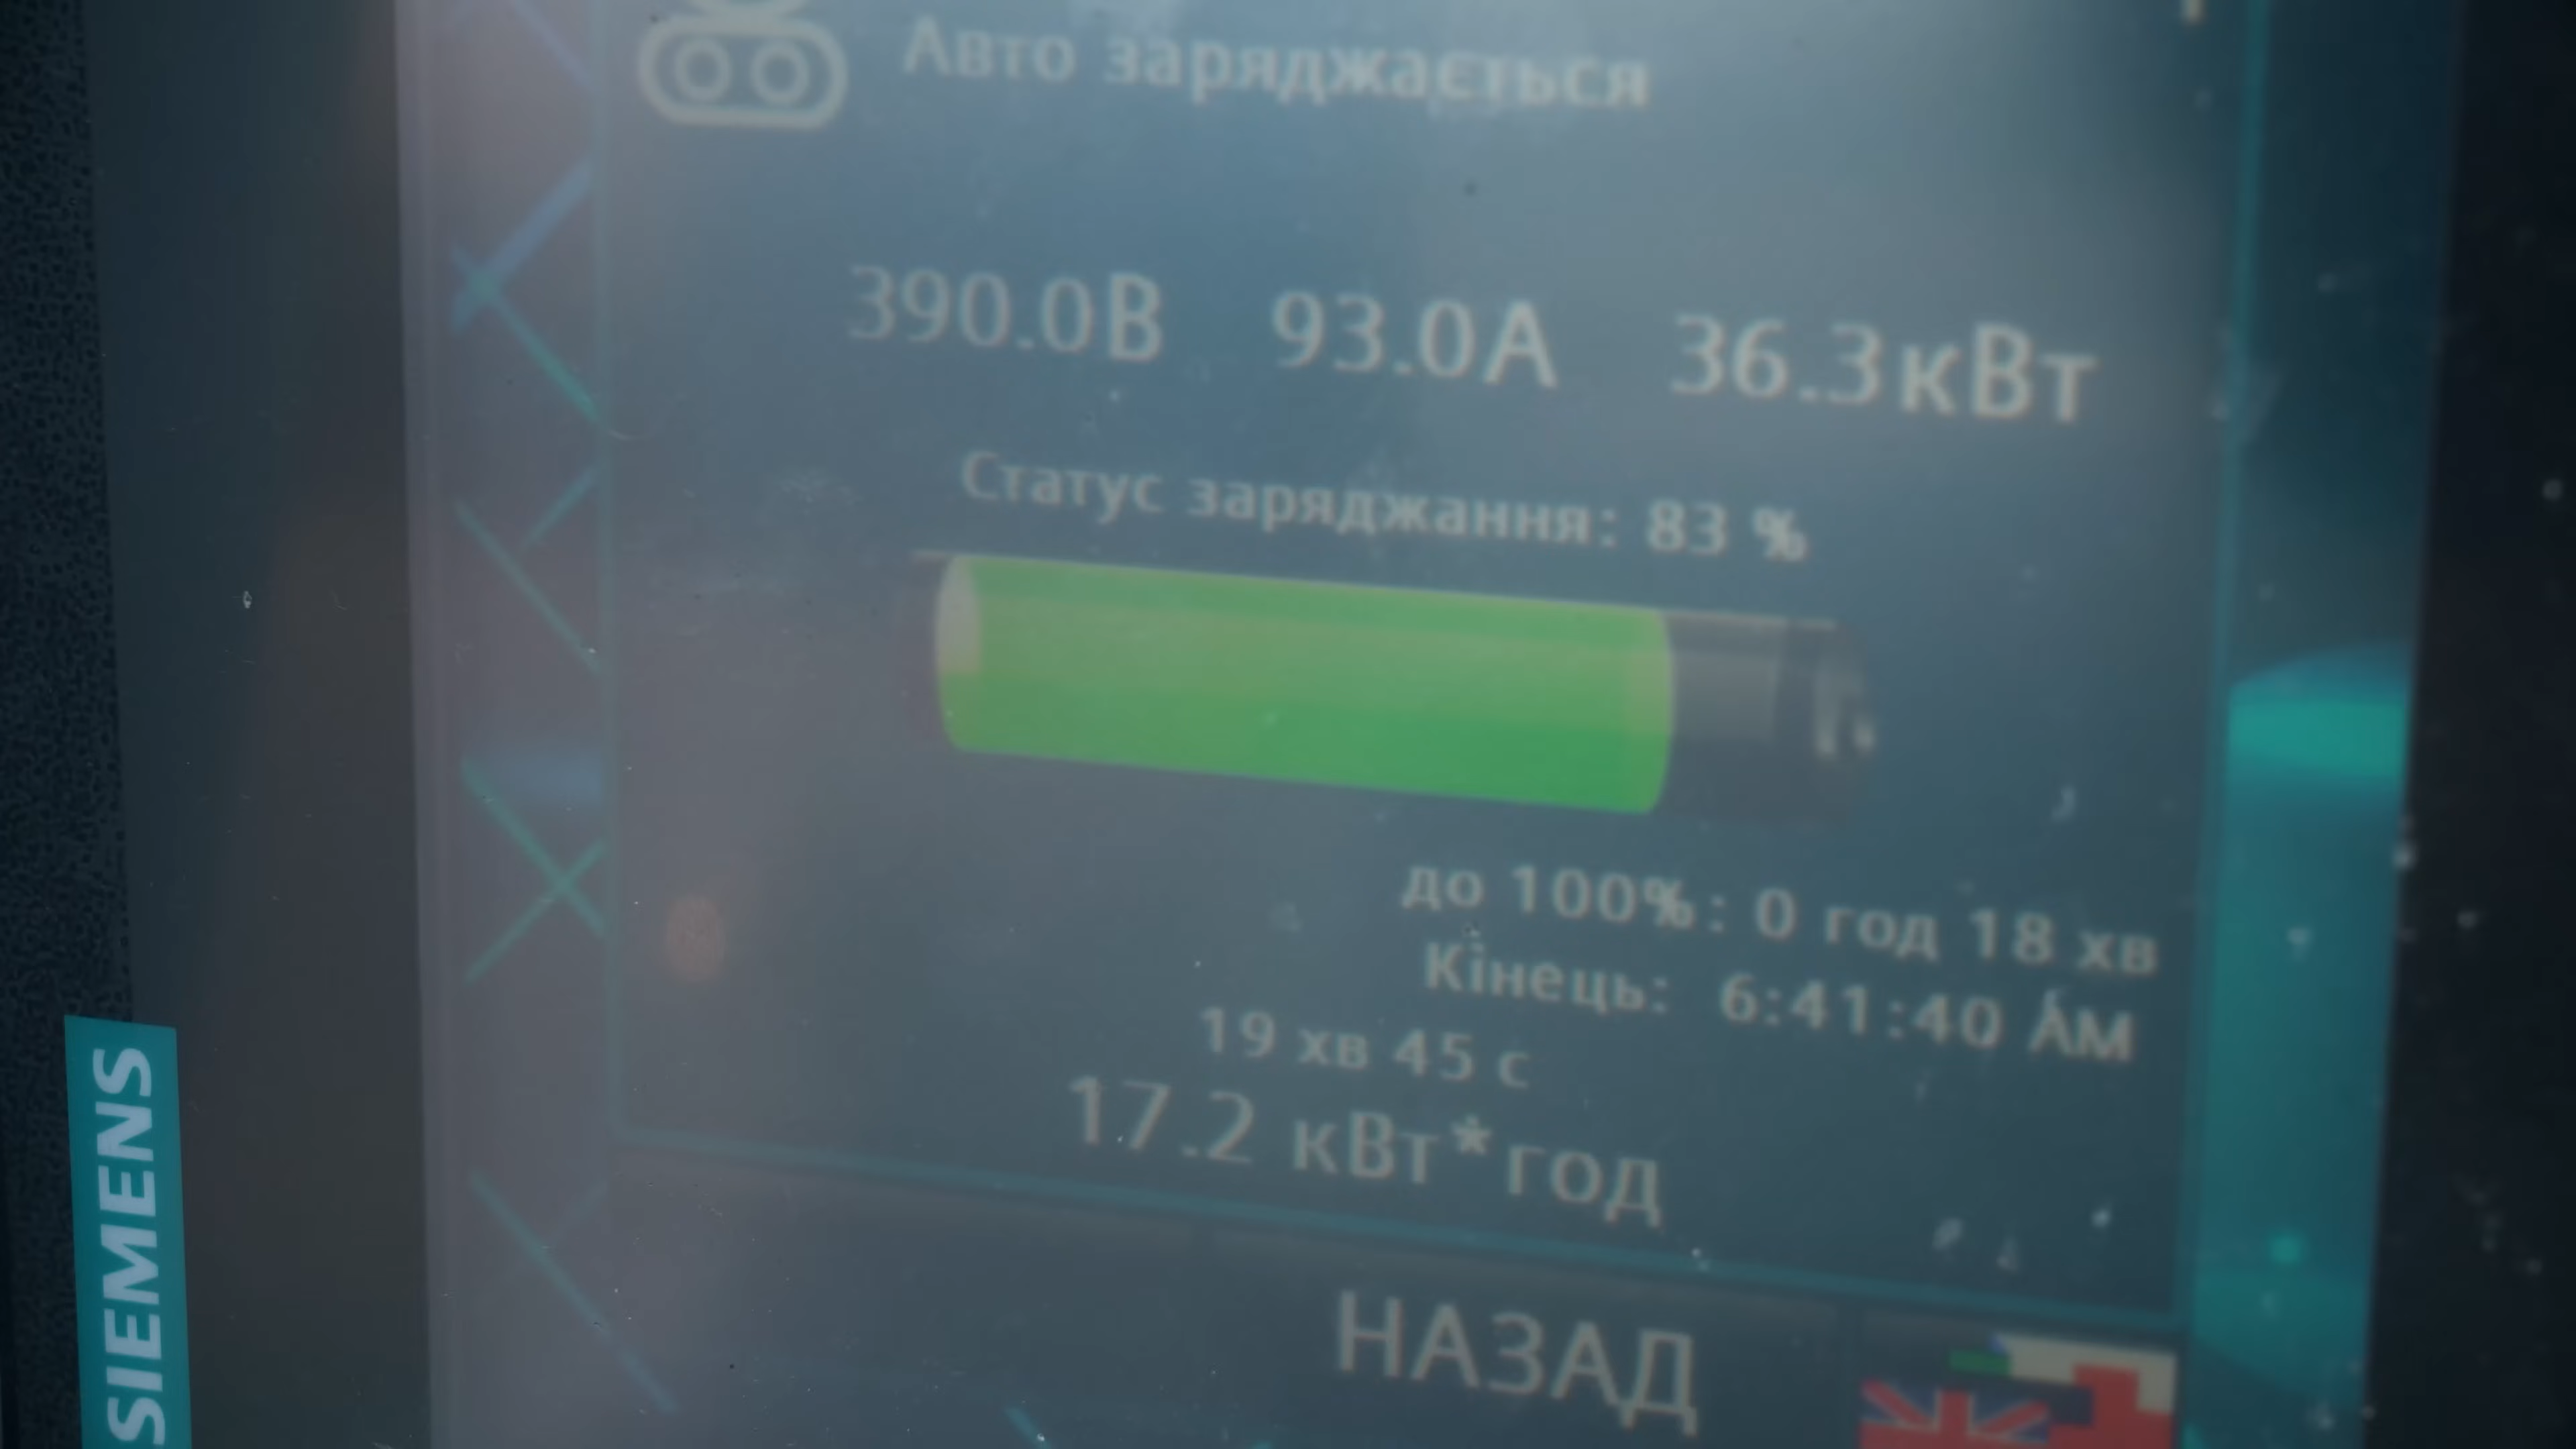 Авто заряджається
390.0В 93.0А 36.3кВт
Статус заряджання: 83 %
до 100%: 0 год 18 хв
Кінець: 6:41:40 AM
19 хв 45 с
17.2 кВт*год
НАЗАД
SIEMENS